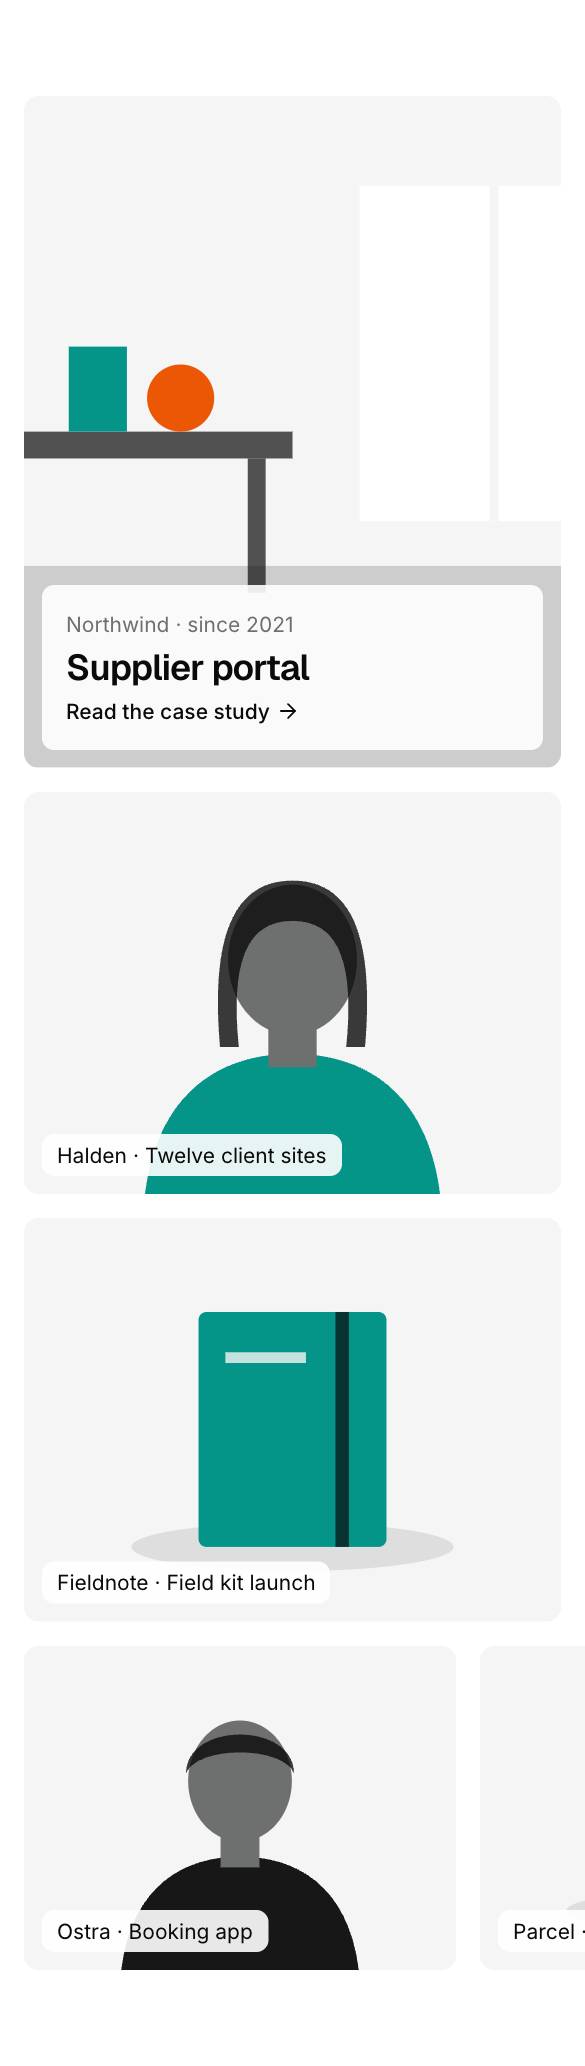 Northwind · since 2021
Supplier portal
Read the case study →
Halden · Twelve client sites
Fieldnote · Field kit launch
Ostra · Booking app
Parcel ·